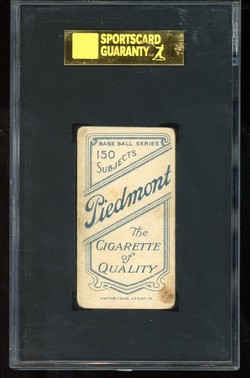 SPORTSCARD
GUARANTY
BASE BALL SERIES
150
SUBJECTS
Piedmont
The
CIGARETTE
of
QUALITY